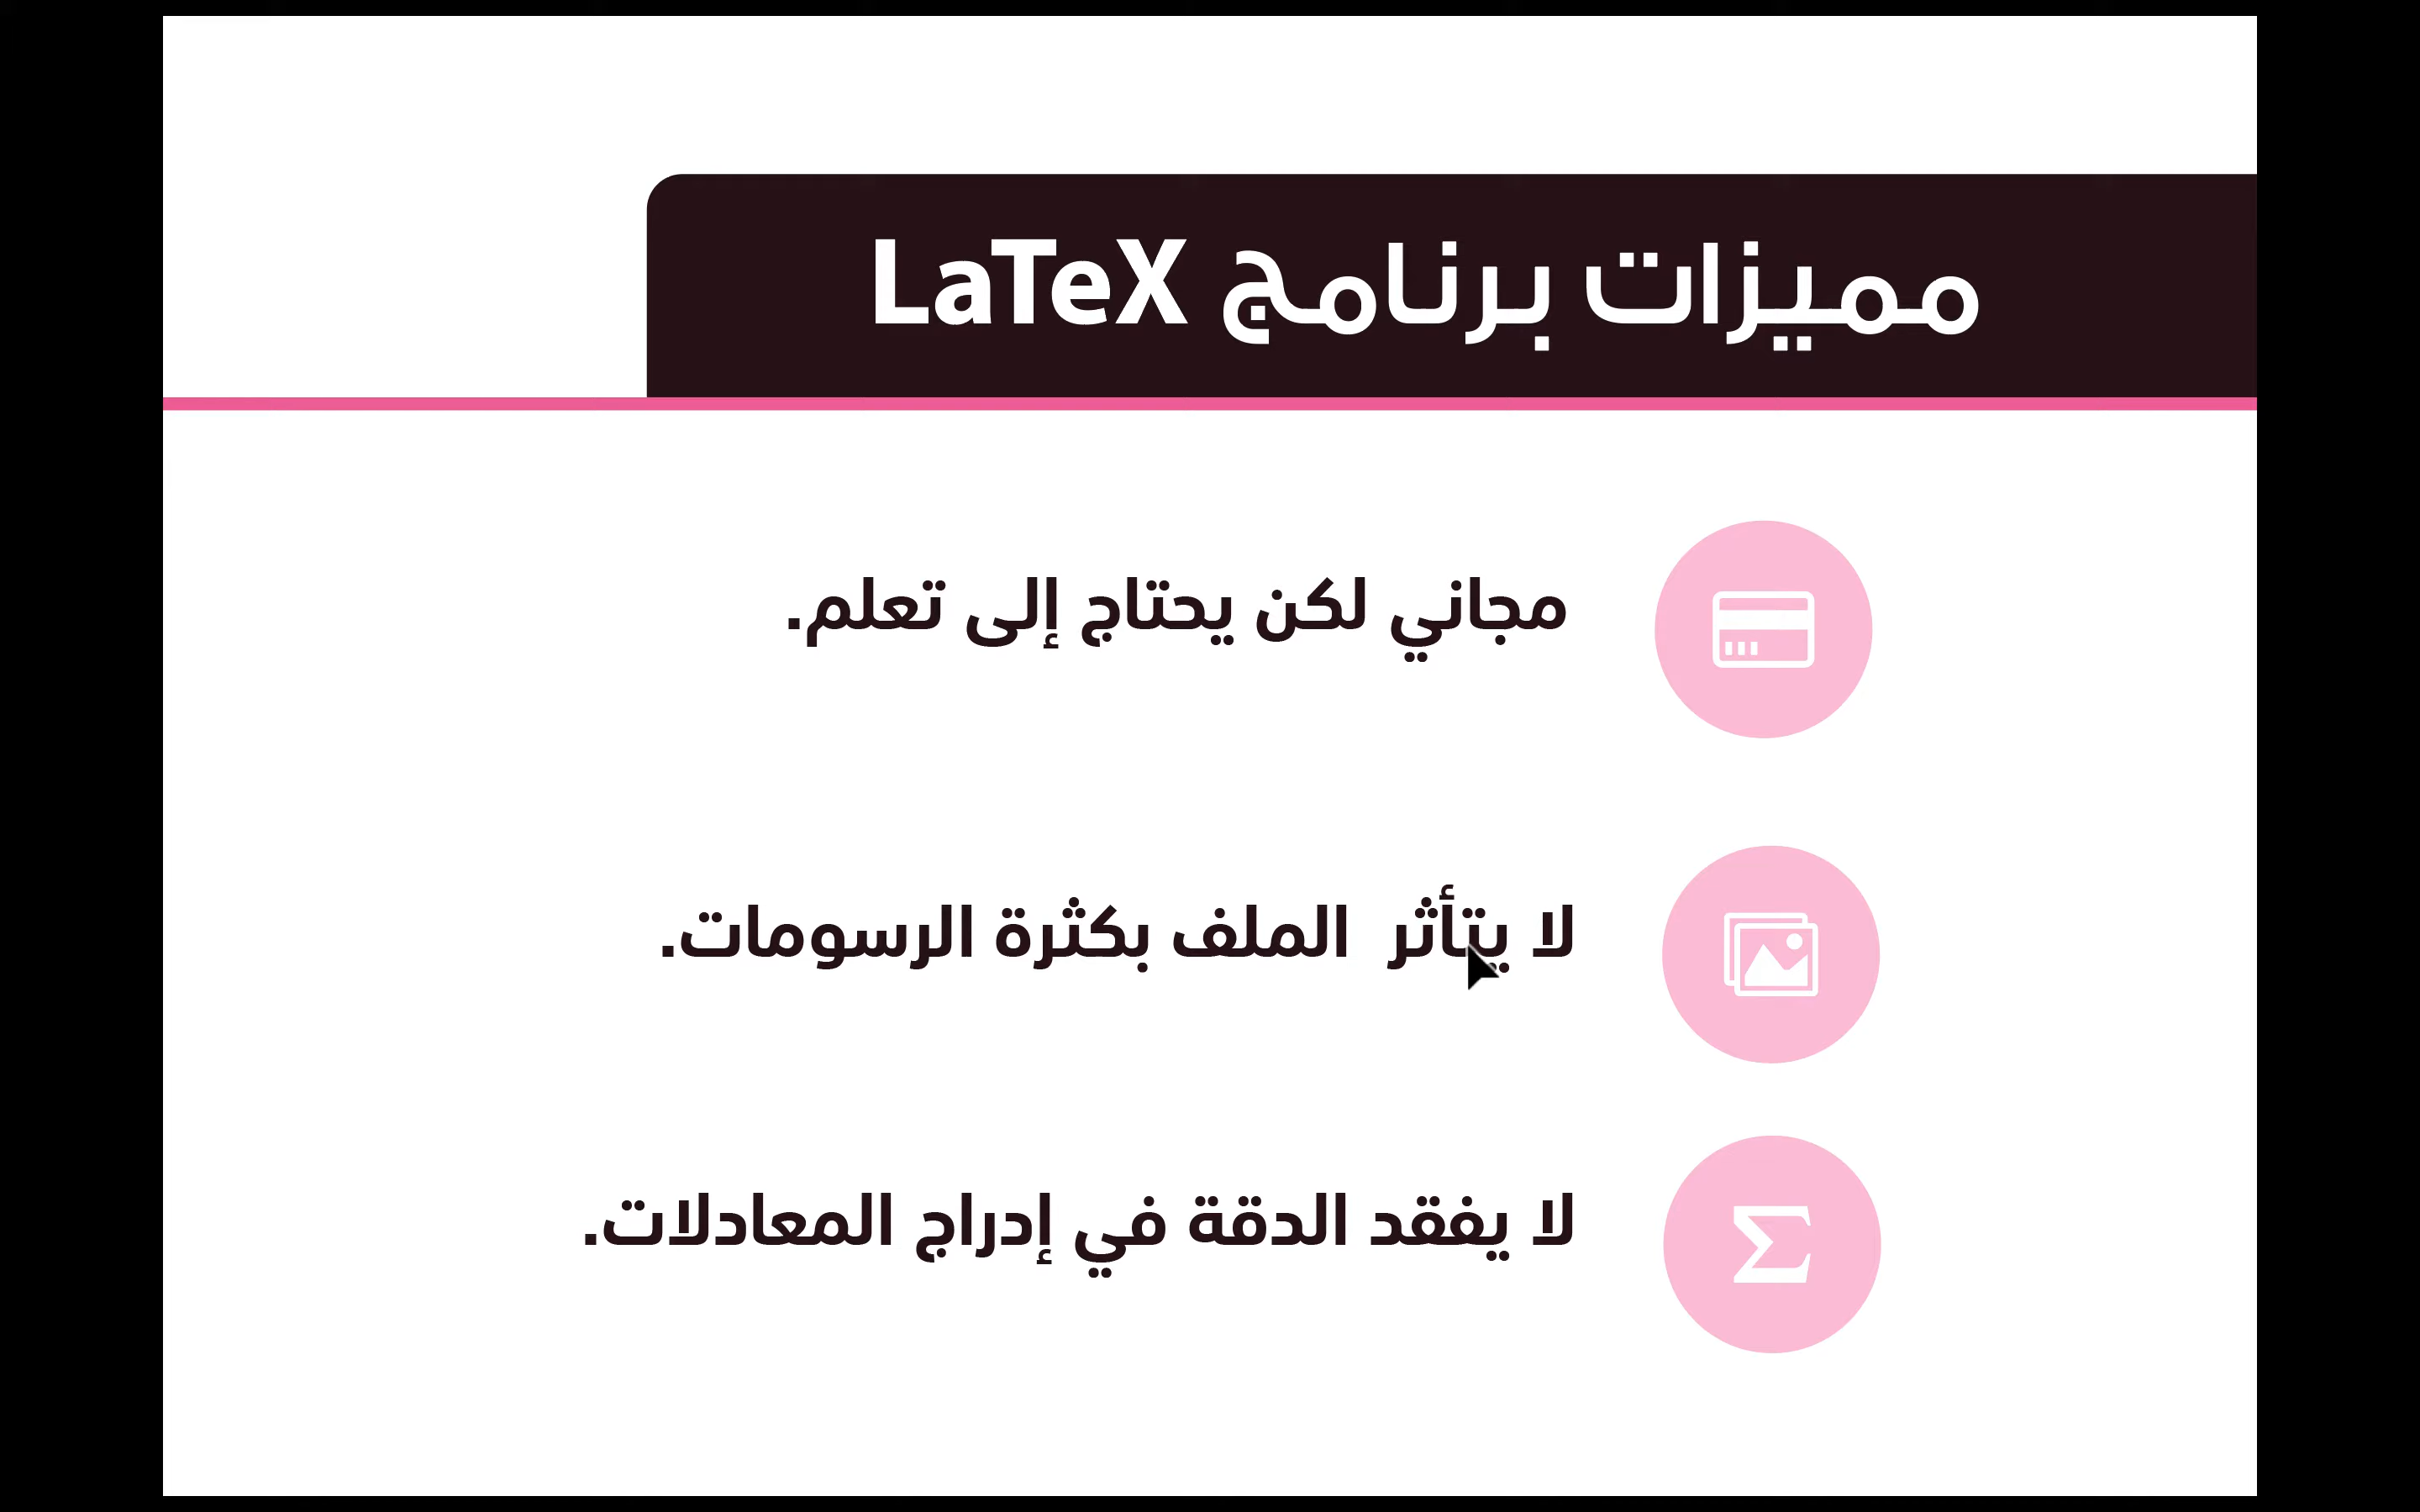 مميزات برنامج LaTeX
مجاني لكن يحتاج إلى تعلم.
لا يتأثر الملف بكثرة الرسومات.
لا يفقد الدقة في إدراج المعادلات.